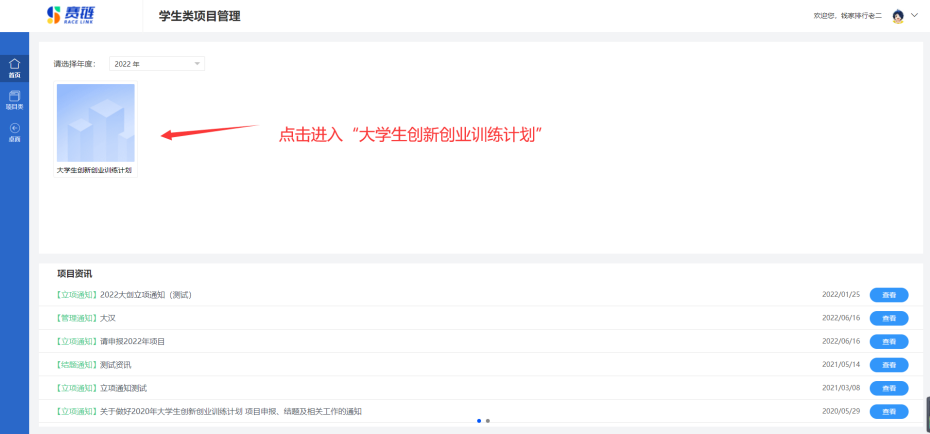 赛链
RACE LINK
学生类项目管理
欢迎您, 钱家排行老二
首页
项目类
桌面
请选择年度:
2022 年
大学生创新创业训练计划
点击进入“大学生创新创业训练计划”
项目资讯
【立项通知】2022大创立项通知（测试） 2022/01/25 查看
【管理通知】大汉 2022/06/16 查看
【立项通知】请申报2022年项目 2022/06/16 查看
【结题通知】测试资讯 2021/05/14 查看
【立项通知】立项通知测试 2021/03/08 查看
【立项通知】关于做好2020年大学生创新创业训练计划 项目申报、结题及相关工作的通知 2020/05/29 查看